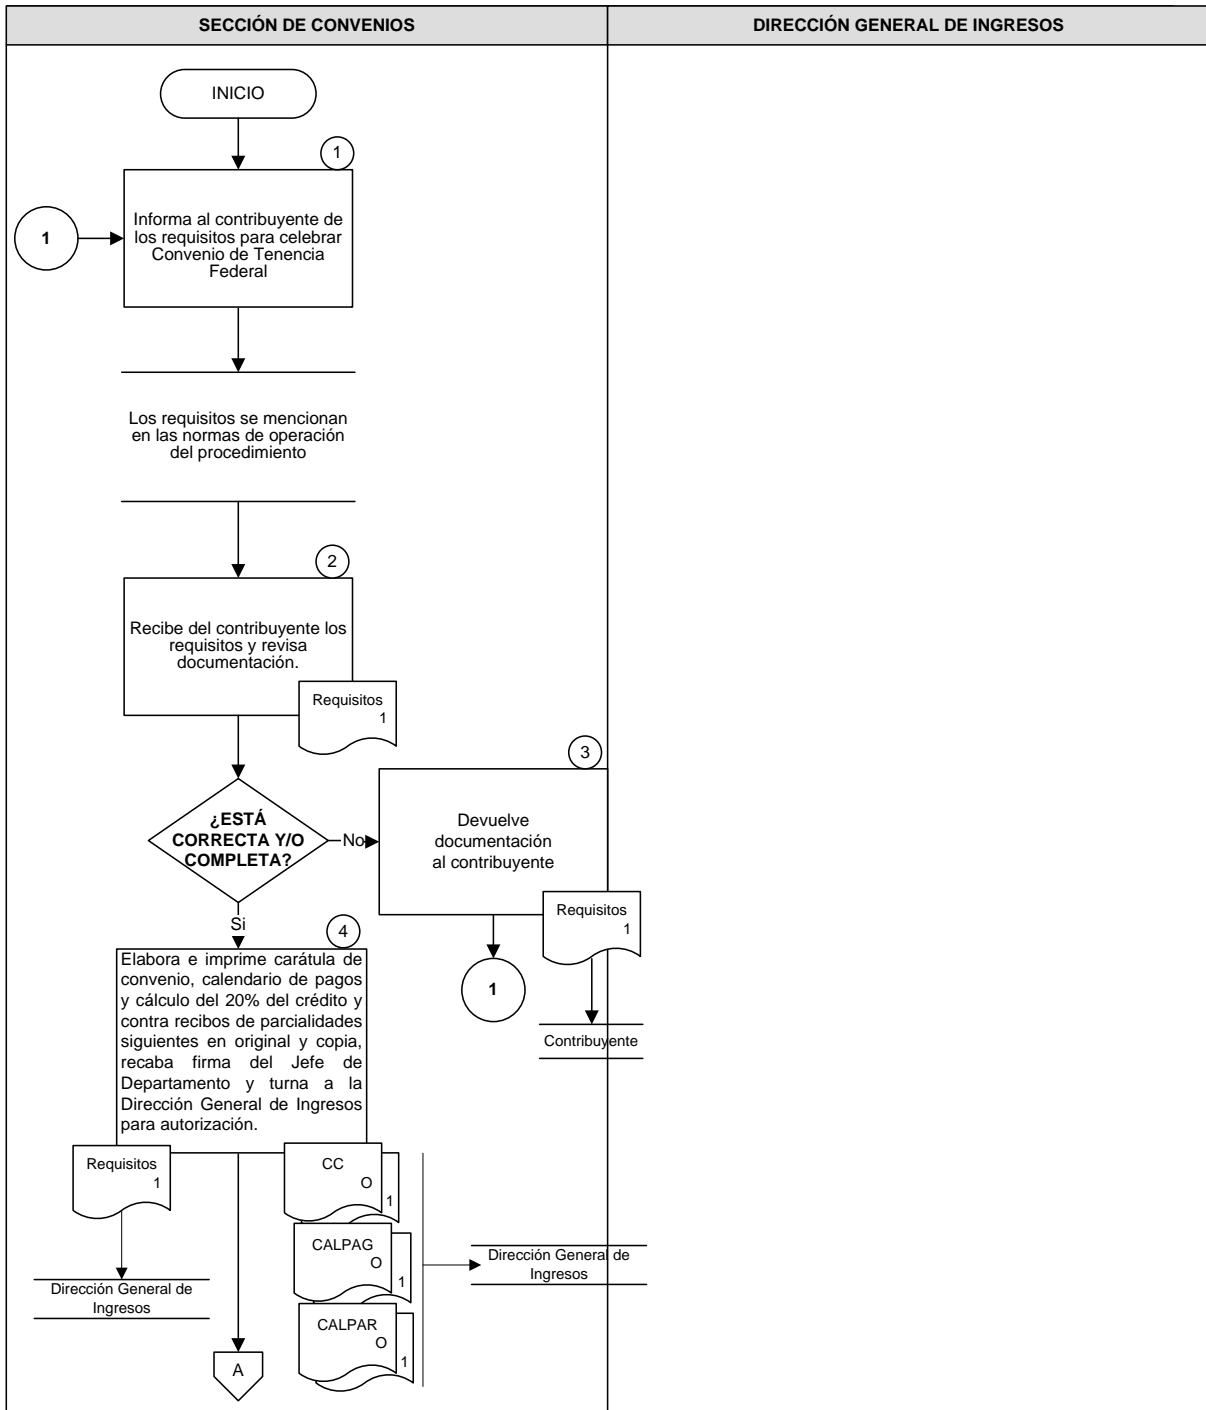 SECCIÓN DE CONVENIOS
DIRECCIÓN GENERAL DE INGRESOS
INICIO
1
Informa al contribuyente de
los requisitos para celebrar
Convenio de Tenencia
Federal
1
Los requisitos se mencionan
en las normas de operación
del procedimiento
2
Recibe del contribuyente los
requisitos y revisa
documentación.
Requisitos
1
¿ESTÁ
CORRECTA Y/O
COMPLETA?
No
3
Devuelve
documentación
al contribuyente
Requisitos
1
1
Contribuyente
Si
4
Elabora e imprime carátula de
convenio, calendario de pagos
y cálculo del 20% del crédito y
contra recibos de parcialidades
siguientes en original y copia,
recaba firma del Jefe de
Departamento y turna a la
Dirección General de Ingresos
para autorización.
Requisitos
1
Dirección General de
Ingresos
CC
O
1
CALPAG
O
1
CALPAR
O
1
Dirección General de
Ingresos
A